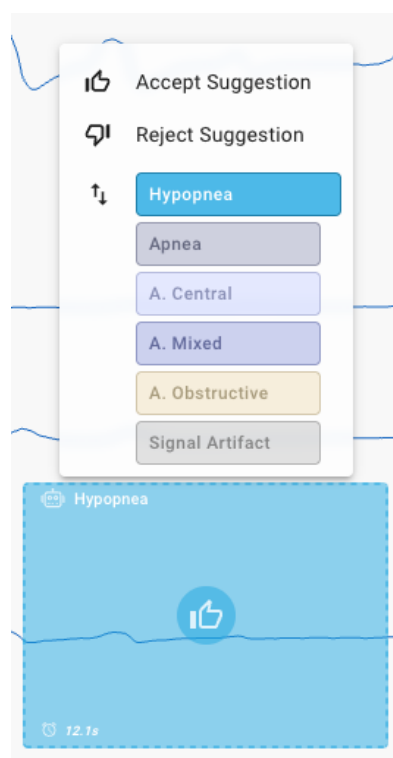 Accept Suggestion
Reject Suggestion
Hypopnea
Apnea
A. Central
A. Mixed
A. Obstructive
Signal Artifact
Hypopnea
12.1s